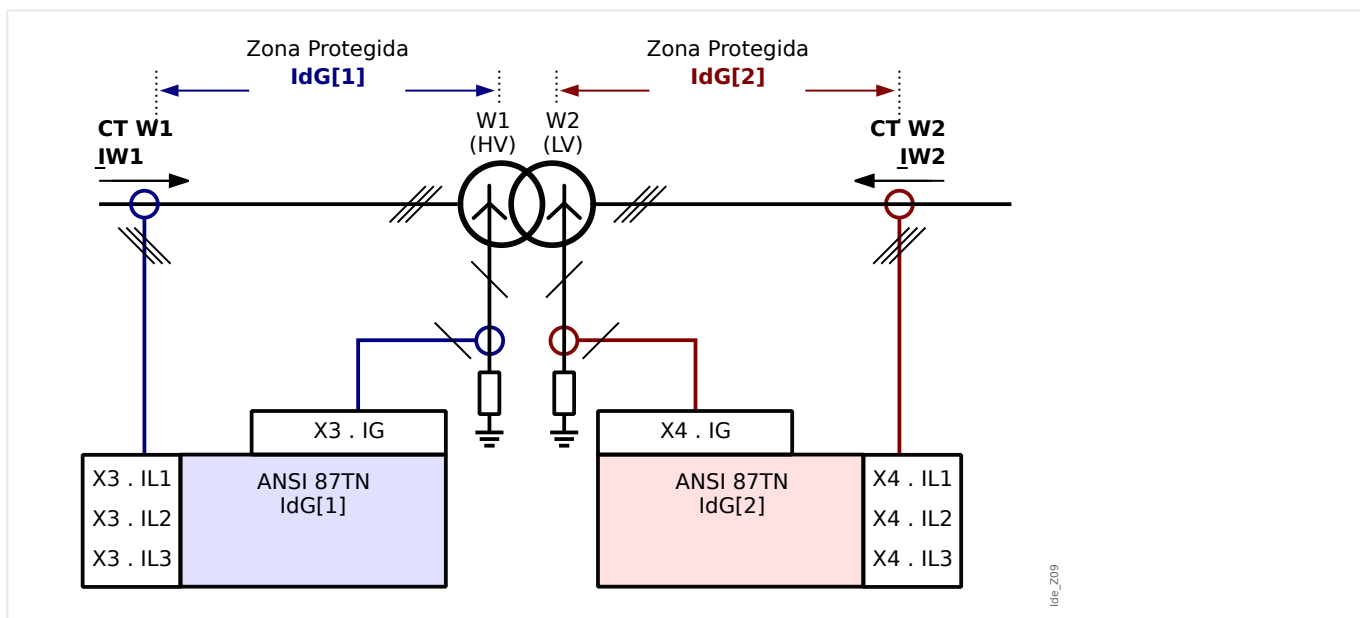 Zona Protegida
IdG[1]
Zona Protegida
IdG[2]
CT W1
IW1
W1
(HV)
W2
(LV)
CT W2
IW2
X3 . IG
X4 . IG
X3 . IL1
X3 . IL2
X3 . IL3
ANSI 87TN
IdG[1]
ANSI 87TN
IdG[2]
X4 . IL1
X4 . IL2
X4 . IL3
Ide_Z09